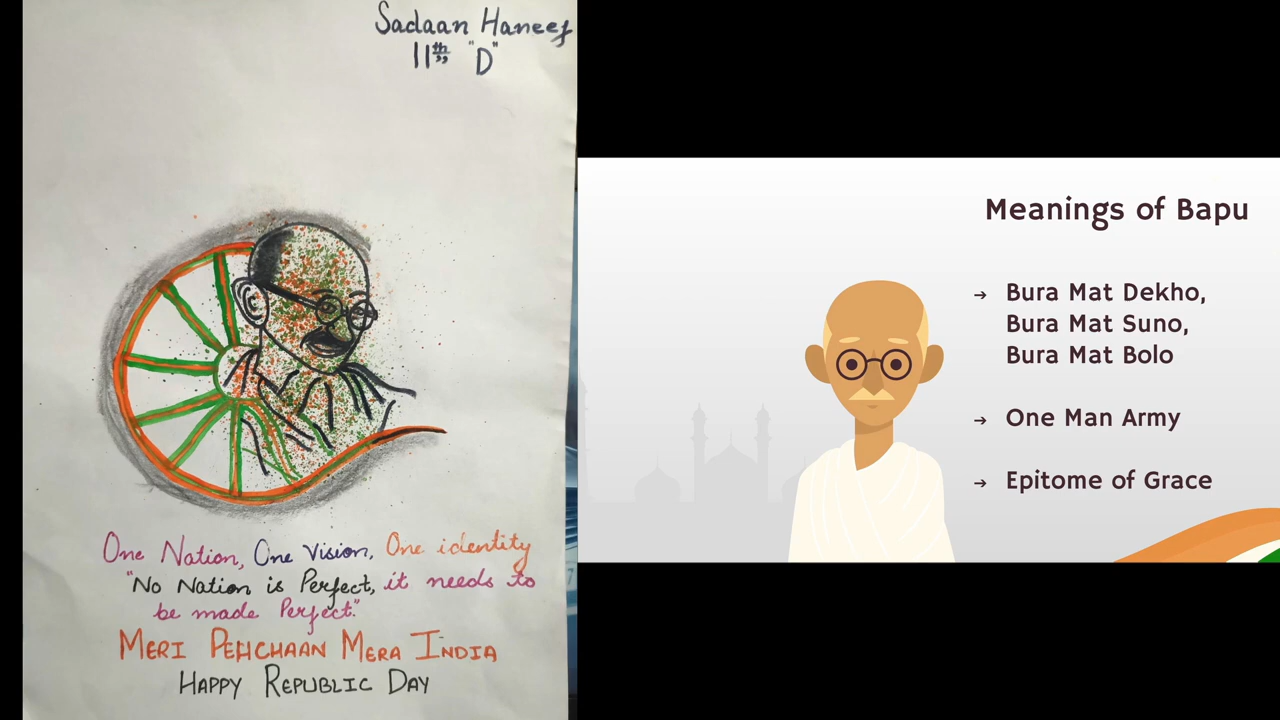 Sadaan Haneef
11th "D"
One Nation, One Vision, One identity
"No Nation is Perfect, it needs to
be made Perfect."
MERI PEHCHAAN MERA INDIA
HAPPY REPUBLIC DAY
Meanings of Bapu
→ Bura Mat Dekho,
Bura Mat Suno,
Bura Mat Bolo
→ One Man Army
→ Epitome of Grace